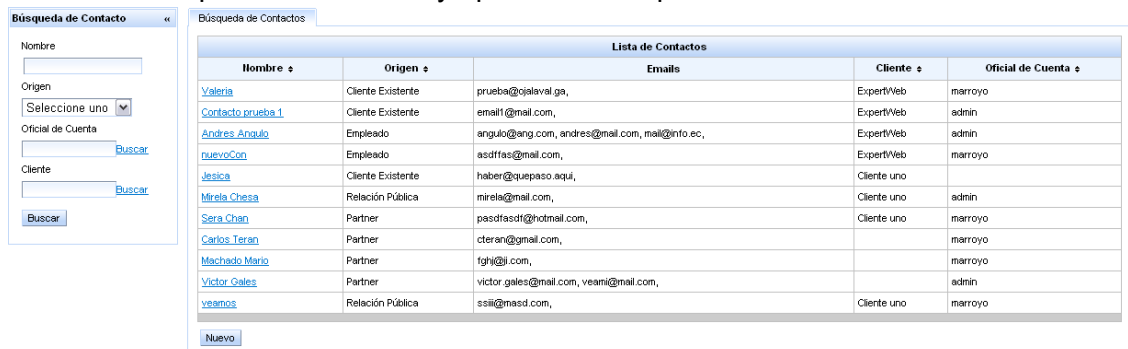 Búsqueda de Contacto «
Nombre
Origen
Seleccione uno
Oficial de Cuenta
Buscar
Cliente
Buscar
Buscar
Búsqueda de Contactos
Lista de Contactos
Nombre Origen Emails Cliente Oficial de Cuenta
Valeria Cliente Existente prueba@ojalaval.ga, ExpertWeb marroyo
Contacto prueba 1 Cliente Existente email1@mail.com, ExpertWeb admin
Andres Angulo Empleado angulo@ang.com, andres@mail.com, mail@info.ec, ExpertWeb admin
nuevoCon Empleado asdffas@mail.com, ExpertWeb marroyo
Jesica Cliente Existente haber@quepaso.aqui, Cliente uno
Mirela Chesa Relación Pública mirela@mail.com, Cliente uno admin
Sera Chan Partner pasdfasdf@hotmail.com, Cliente uno marroyo
Carlos Teran Partner cteran@gmail.com, marroyo
Machado Mario Partner fghj@ji.com, marroyo
Victor Gales Partner victor.gales@mail.com, veami@mail.com, admin
veamos Relación Pública ssiii@masd.com, Cliente uno marroyo
Nuevo